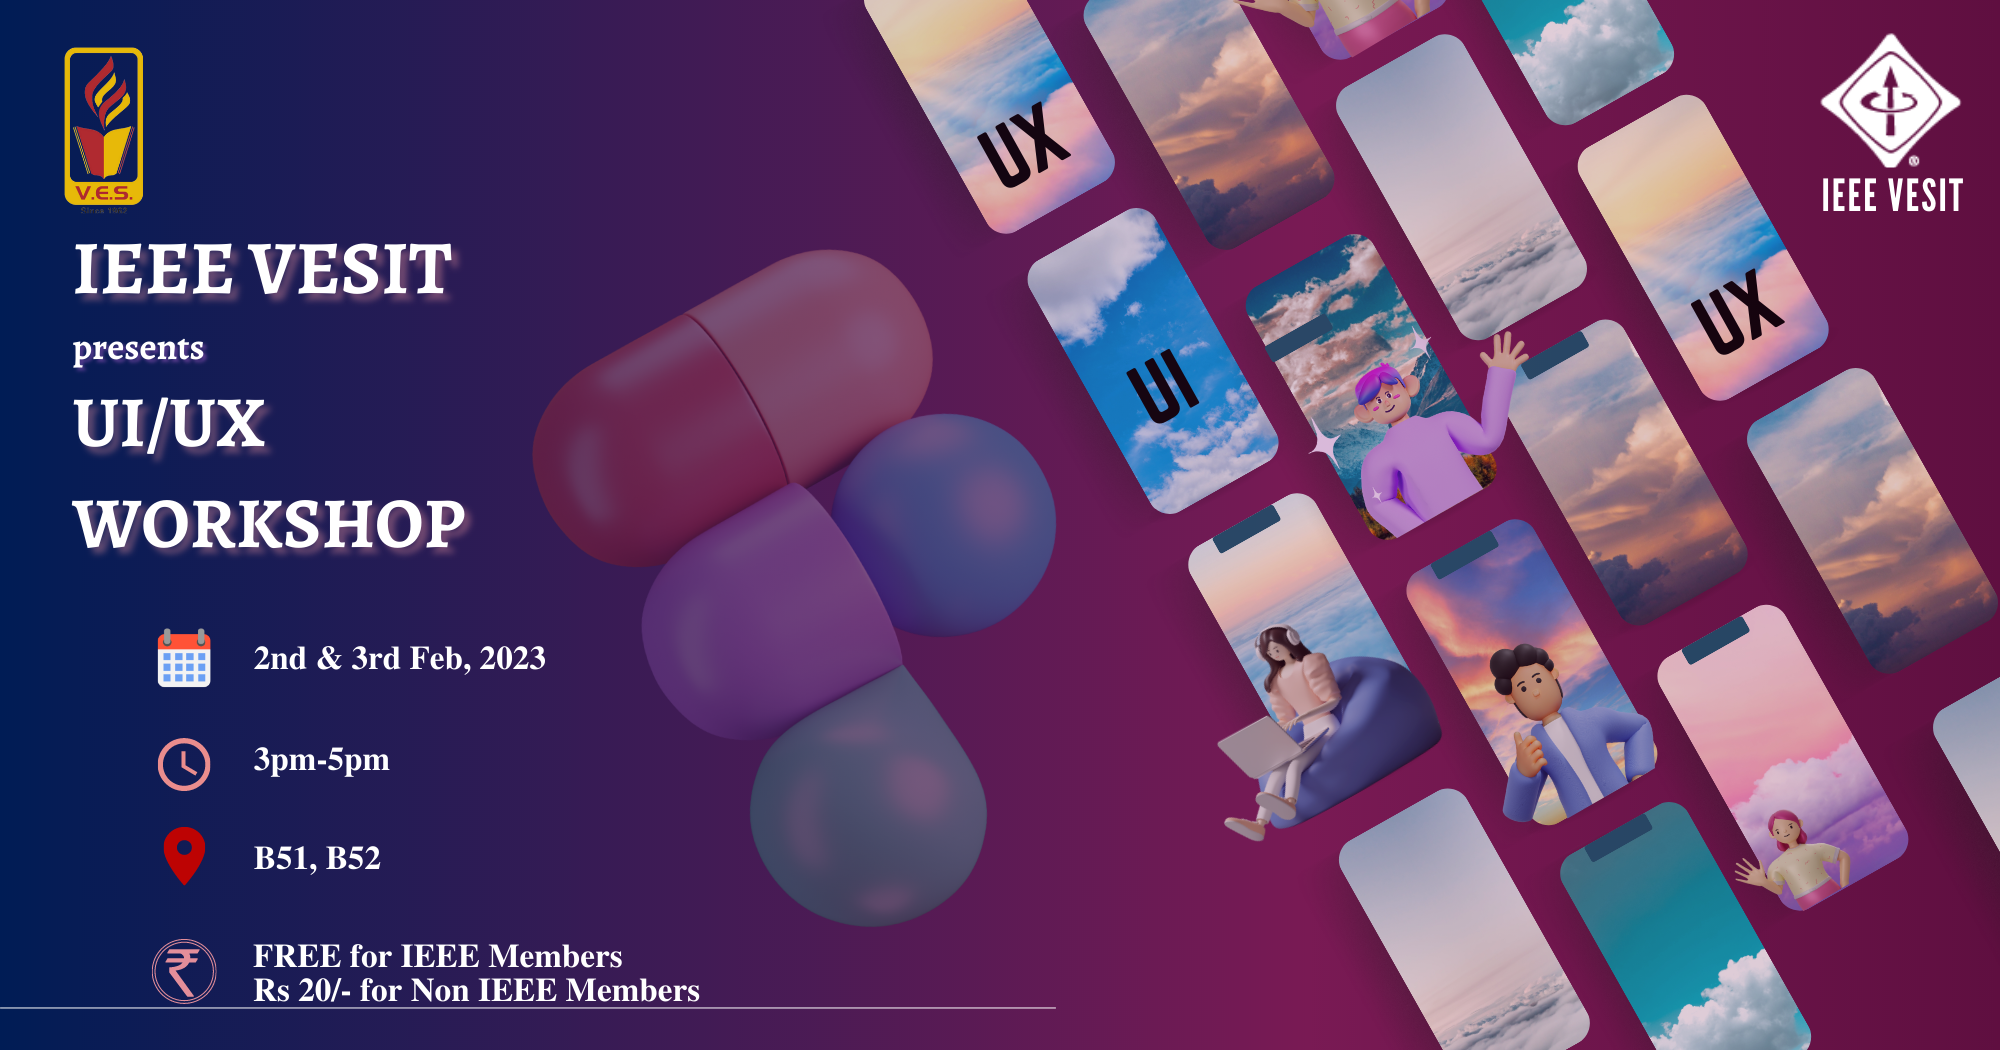 V.E.S.
IEEE VESIT
IEEE VESIT
presents
UI/UX
WORKSHOP
2nd & 3rd Feb, 2023
3pm-5pm
B51, B52
FREE for IEEE Members
Rs 20/- for Non IEEE Members
UX
UI
UX